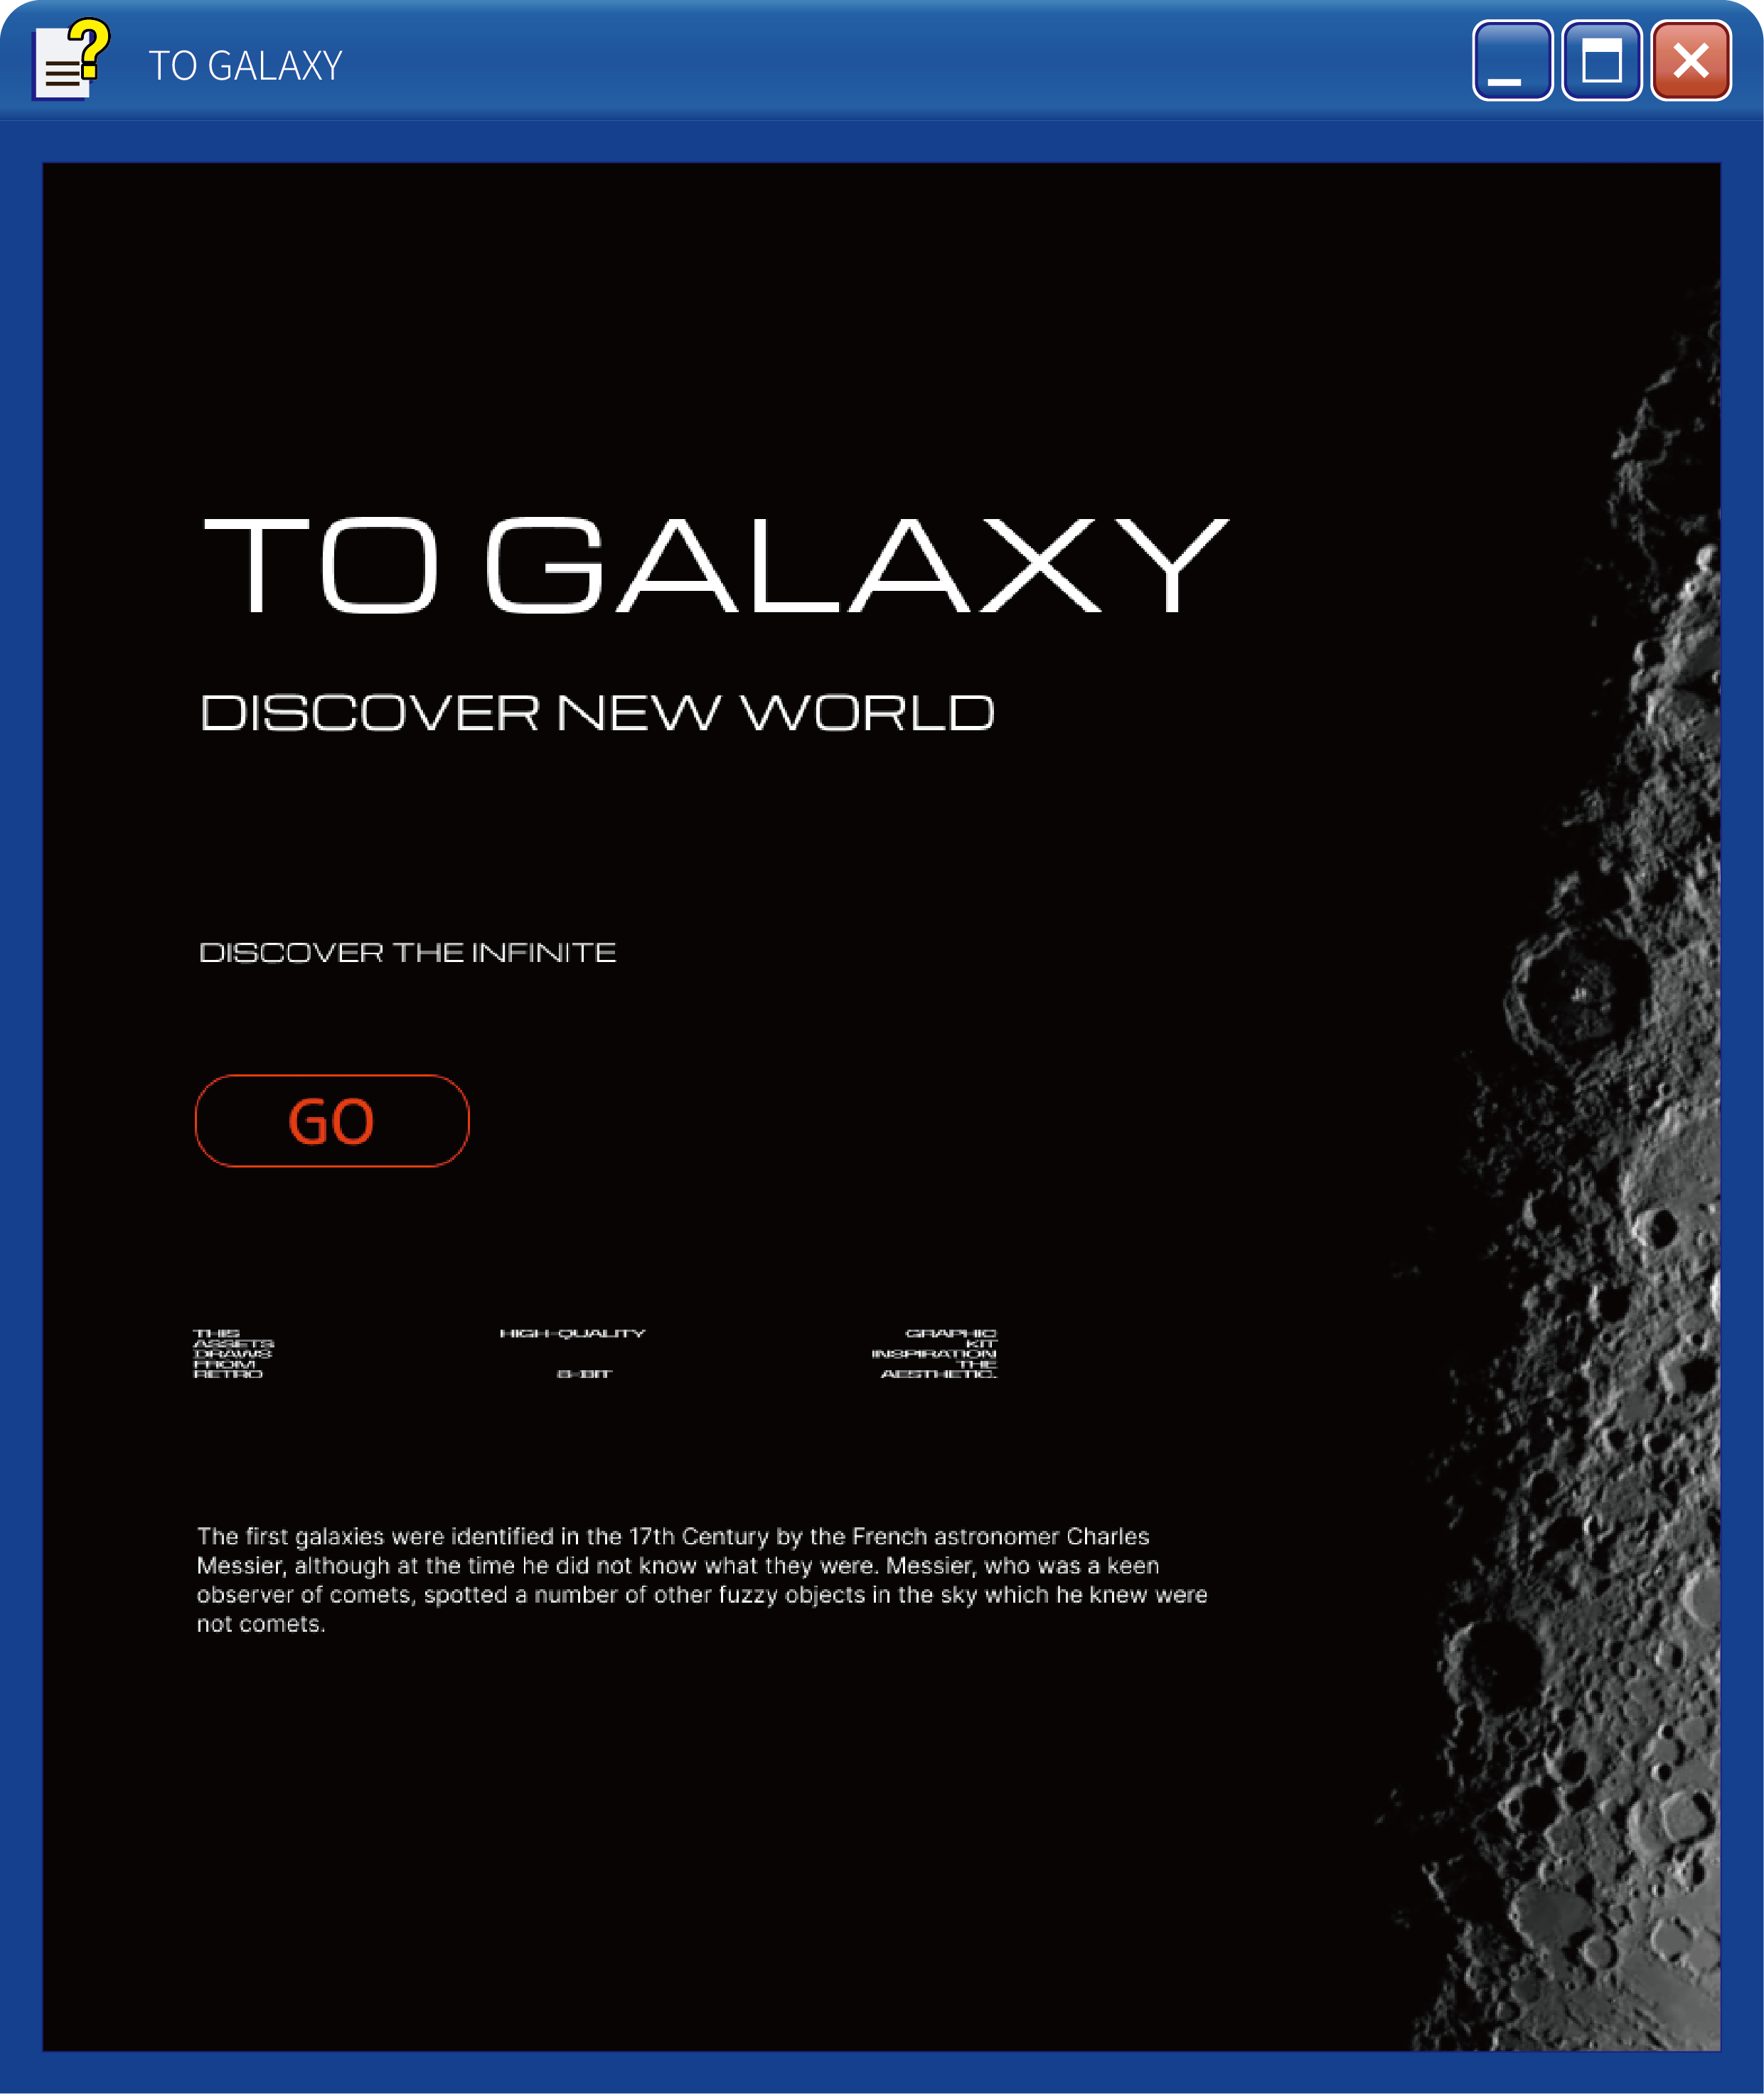 TO GALAXY
TO GALAXY
DISCOVER NEW WORLD
DISCOVER THE INFINITE
GO
THIS HIGH-QUALITY GRAPHIC
ASSETS KIT
DRAWS INSPIRATION
FROM THE
RETRO 8-BIT AESTHETIC.
The first galaxies were identified in the 17th Century by the French astronomer Charles
Messier, although at the time he did not know what they were. Messier, who was a keen
observer of comets, spotted a number of other fuzzy objects in the sky which he knew were
not comets.